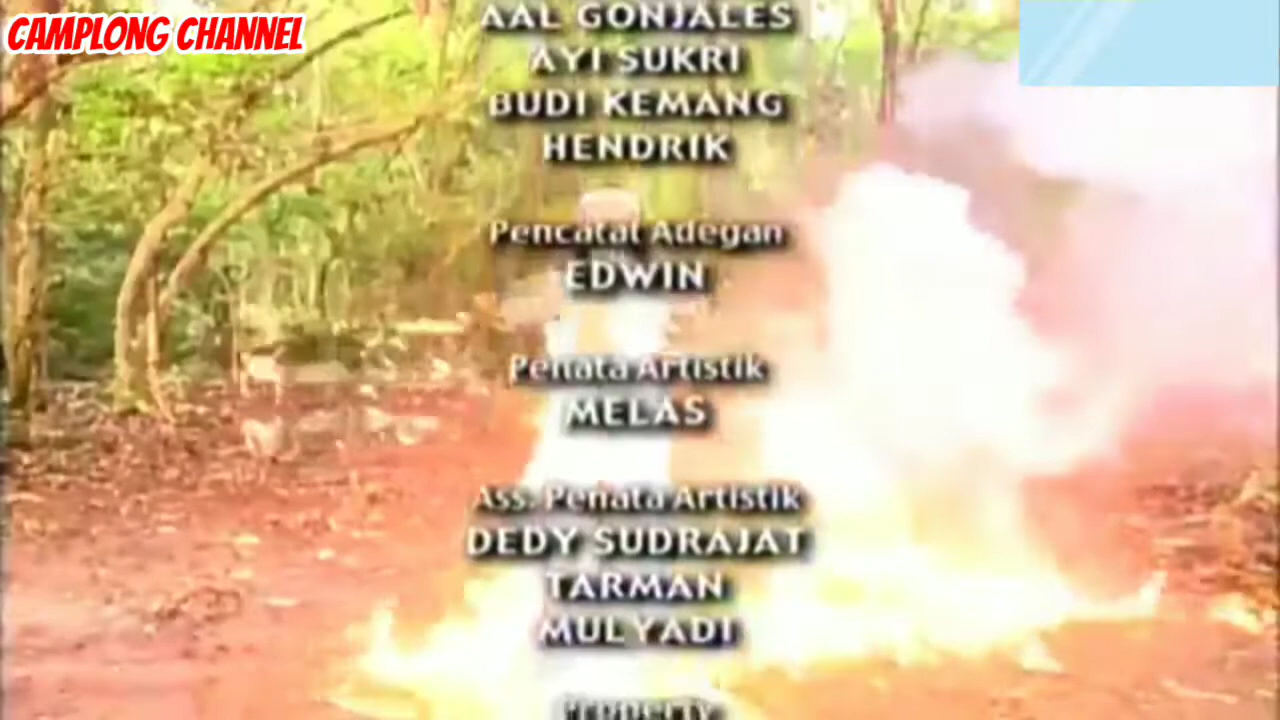 CAMPLONG CHANNEL
AAL GONJALES
AYI SUKRI
BUDI KEMANG
HENDRIK
Pencatat Adegan
EDWIN
Penata Artistik
MELAS
Ass. Penata Artistik
DEDY SUDRAJAT
TARMAN
MULYADI
Property